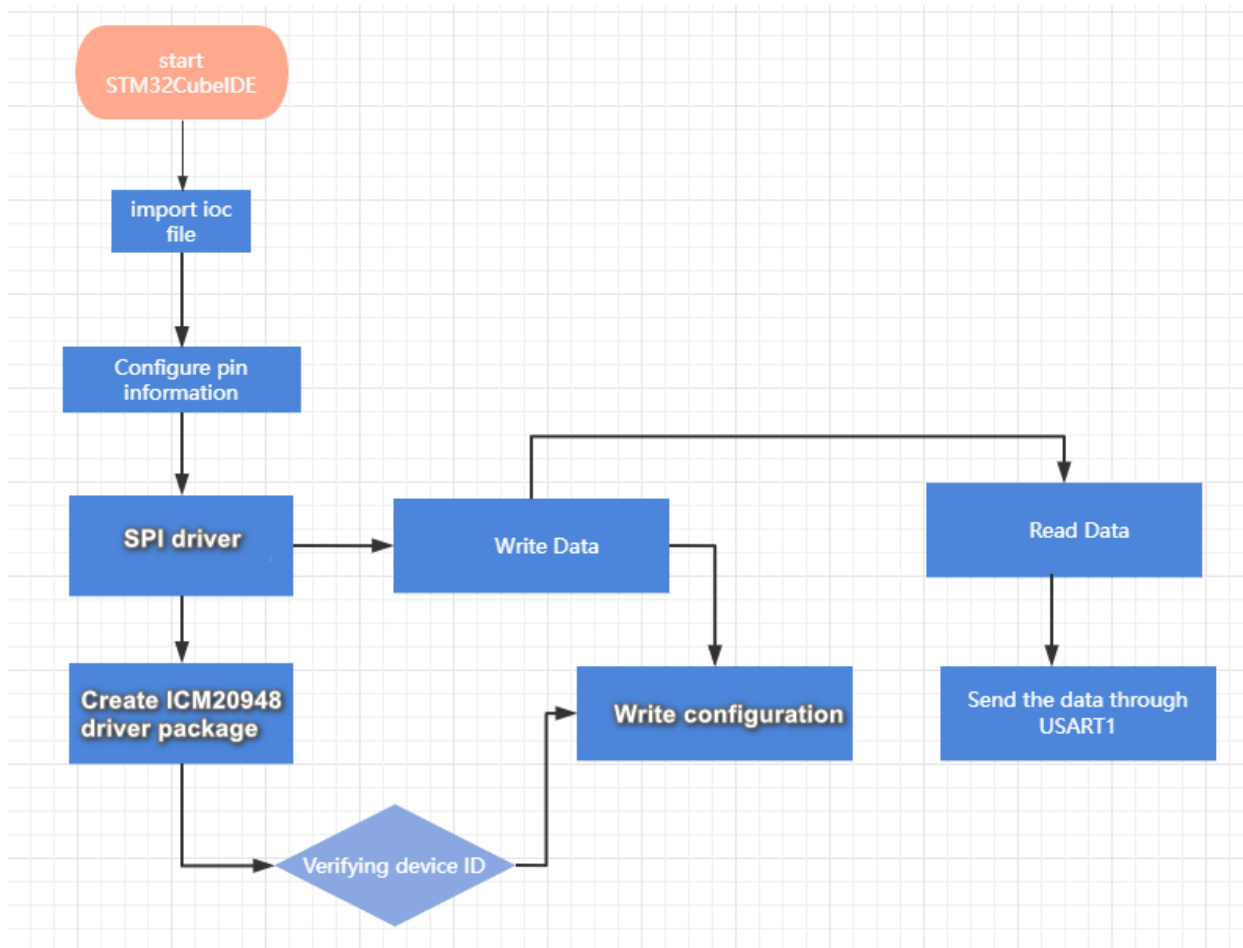 start
STM32CubeIDE
import ioc
file
Configure pin
information
SPI driver
Write Data
Read Data
Create ICM20948
driver package
Write configuration
Send the data through
USART1
Verifying device ID